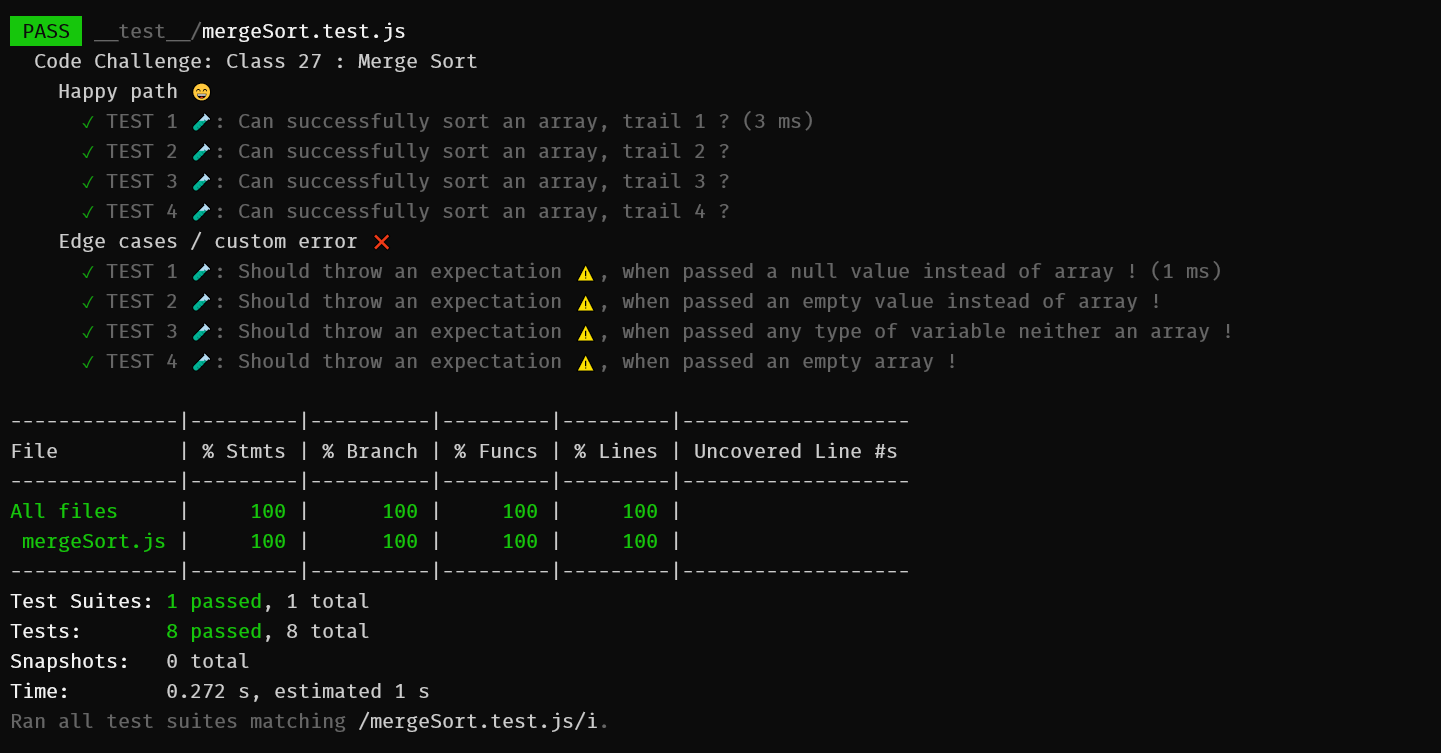 PASS __test__/mergeSort.test.js
Code Challenge: Class 27 : Merge Sort
Happy path 😁
✓ TEST 1 🧪: Can successfully sort an array, trail 1 ? (3 ms)
✓ TEST 2 🧪: Can successfully sort an array, trail 2 ?
✓ TEST 3 🧪: Can successfully sort an array, trail 3 ?
✓ TEST 4 🧪: Can successfully sort an array, trail 4 ?
Edge cases / custom error ❌
✓ TEST 1 🧪: Should throw an expectation ⚠️, when passed a null value instead of array ! (1 ms)
✓ TEST 2 🧪: Should throw an expectation ⚠️, when passed an empty value instead of array !
✓ TEST 3 🧪: Should throw an expectation ⚠️, when passed any type of variable neither an array !
✓ TEST 4 🧪: Should throw an expectation ⚠️, when passed an empty array !
--------------|---------|----------|---------|---------|-------------------
File          | % Stmts | % Branch | % Funcs | % Lines | Uncovered Line #s
--------------|---------|----------|---------|---------|-------------------
All files     |     100 |      100 |     100 |     100 |
 mergeSort.js |     100 |      100 |     100 |     100 |
--------------|---------|----------|---------|---------|-------------------
Test Suites: 1 passed, 1 total
Tests:       8 passed, 8 total
Snapshots:   0 total
Time:        0.272 s, estimated 1 s
Ran all test suites matching /mergeSort.test.js/i.